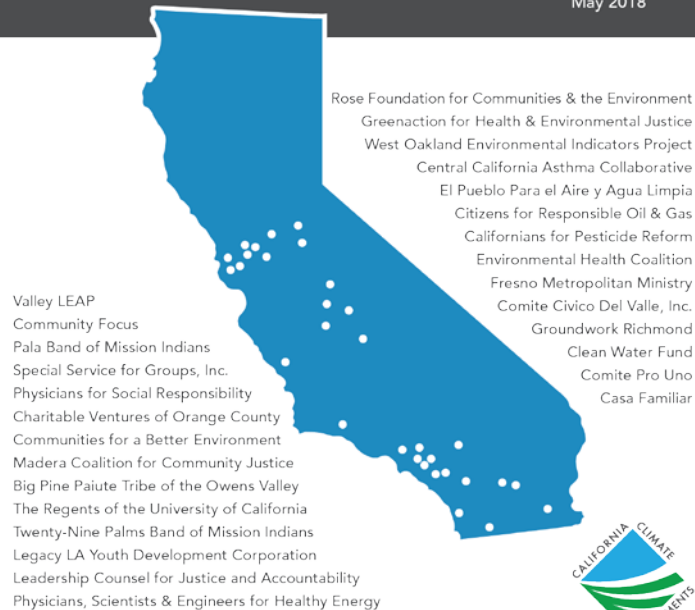 May 2018
Rose Foundation for Communities & the Environment
Greenaction for Health & Environmental Justice
West Oakland Environmental Indicators Project
Central California Asthma Collaborative
El Pueblo Para el Aire y Agua Limpia
Citizens for Responsible Oil & Gas
Californians for Pesticide Reform
Environmental Health Coalition
Fresno Metropolitan Ministry
Comite Civico Del Valle, Inc.
Groundwork Richmond
Clean Water Fund
Comite Pro Uno
Casa Familiar
Valley LEAP
Community Focus
Pala Band of Mission Indians
Special Service for Groups, Inc.
Physicians for Social Responsibility
Charitable Ventures of Orange County
Communities for a Better Environment
Madera Coalition for Community Justice
Big Pine Paiute Tribe of the Owens Valley
The Regents of the University of California
Twenty-Nine Palms Band of Mission Indians
Legacy LA Youth Development Corporation
Leadership Counsel for Justice and Accountability
Physicians, Scientists & Engineers for Healthy Energy
CALIFORNIA CLIMATE